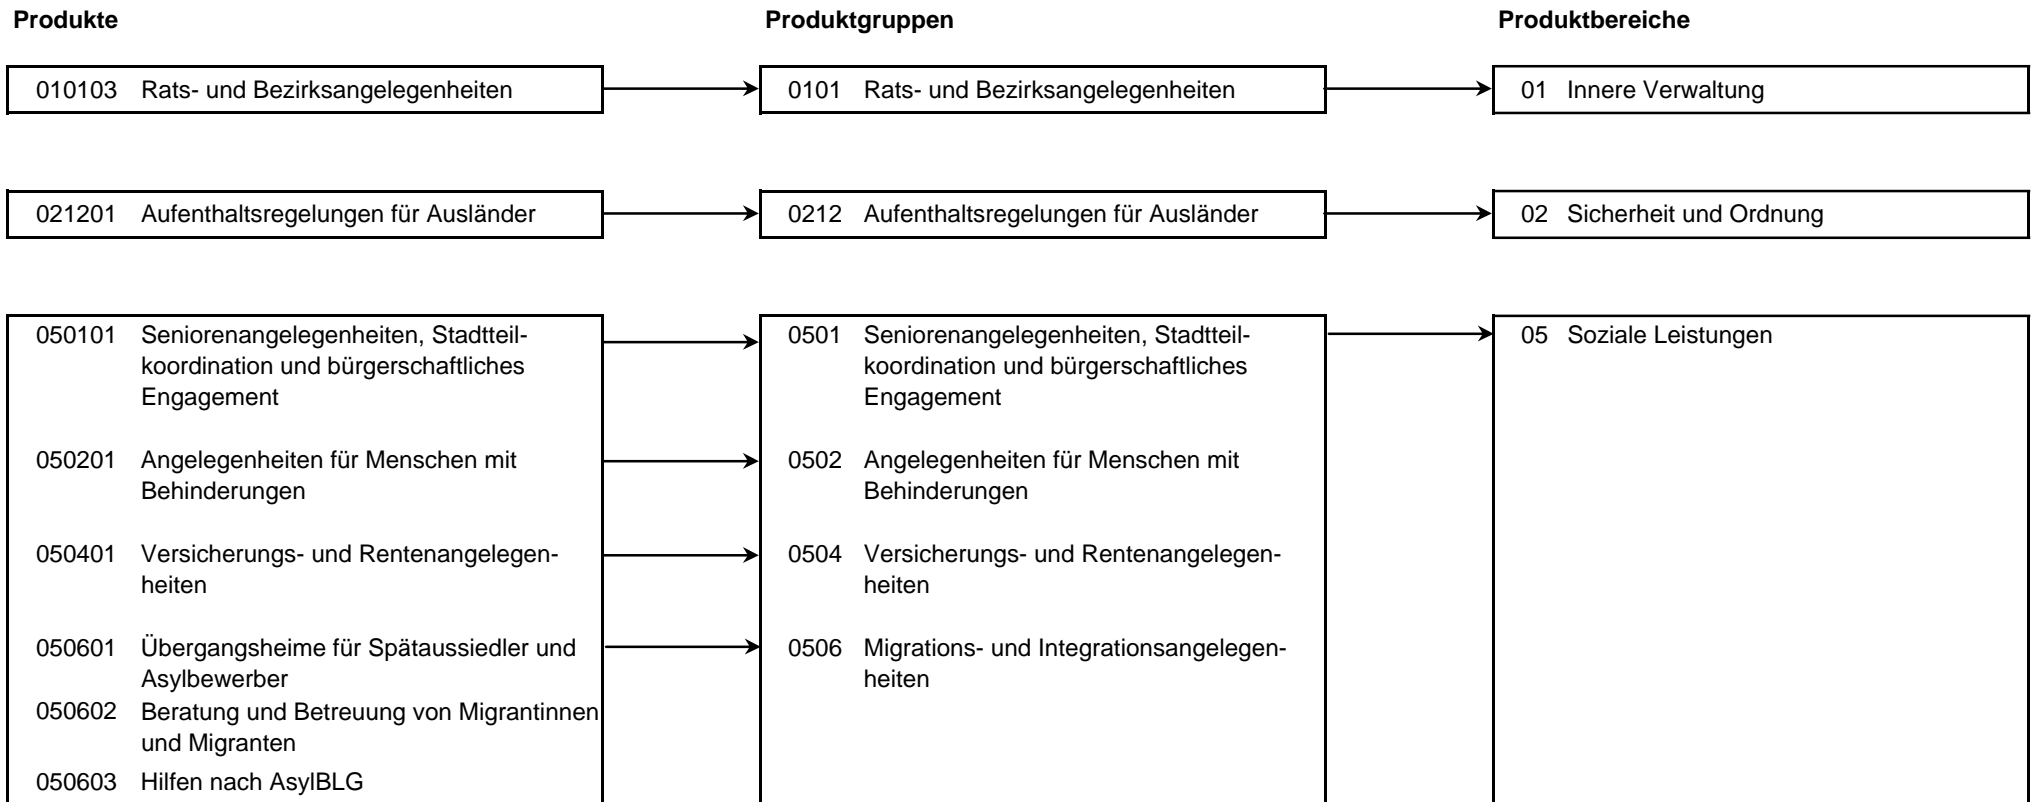 Produkte Produktgruppen Produktbereiche
010103 Rats- und Bezirksangelegenheiten 0101 Rats- und Bezirksangelegenheiten 01 Innere Verwaltung
021201 Aufenthaltsregelungen für Ausländer 0212 Aufenthaltsregelungen für Ausländer 02 Sicherheit und Ordnung
050101 Seniorenangelegenheiten, Stadtteil- 0501 Seniorenangelegenheiten, Stadtteil- 05 Soziale Leistungen
koordination und bürgerschaftliches koordination und bürgerschaftliches
Engagement Engagement
050201 Angelegenheiten für Menschen mit 0502 Angelegenheiten für Menschen mit
Behinderungen Behinderungen
050401 Versicherungs- und Rentenangelegen- 0504 Versicherungs- und Rentenangelegen-
heiten heiten
050601 Übergangsheime für Spätaussiedler und 0506 Migrations- und Integrationsangelegen-
Asylbewerber heiten
050602 Beratung und Betreuung von Migrantinnen
und Migranten
050603 Hilfen nach AsylBLG